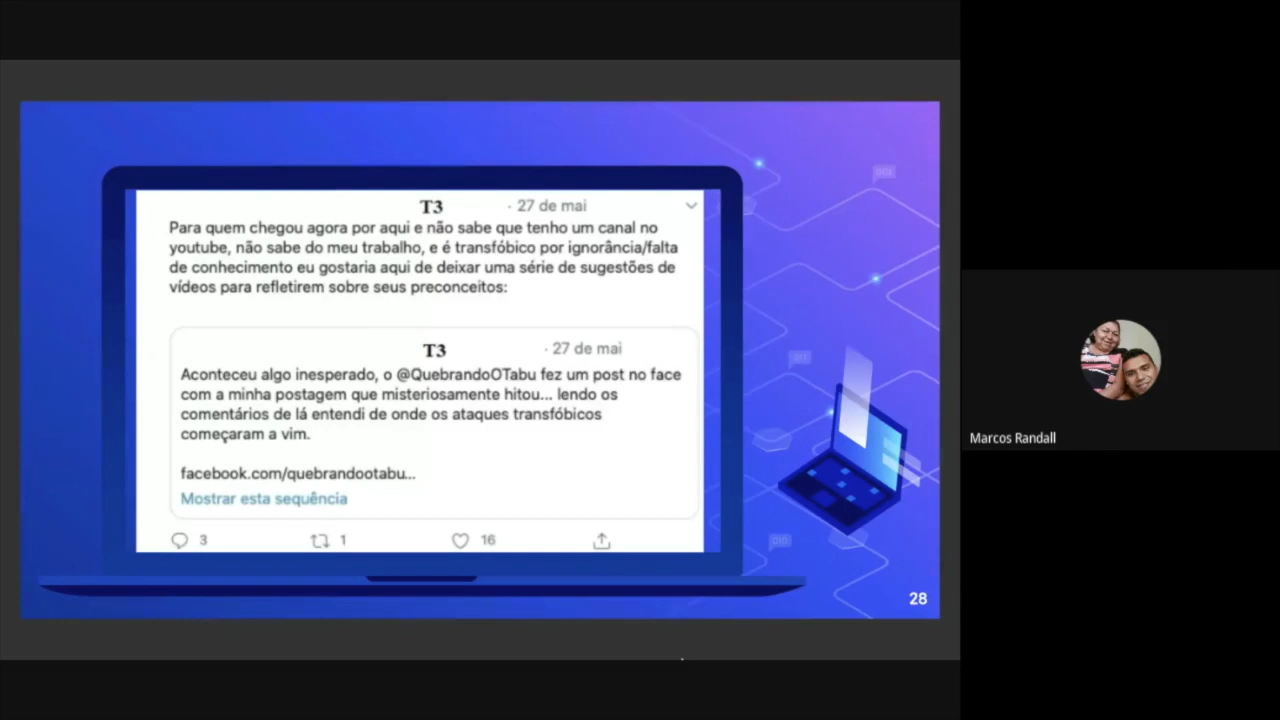 T3 · 27 de mai
Para quem chegou agora por aqui e não sabe que tenho um canal no
youtube, não sabe do meu trabalho, e é transfóbico por ignorância/falta
de conhecimento eu gostaria aqui de deixar uma série de sugestões de
vídeos para refletirem sobre seus preconceitos:
T3 · 27 de mai
Aconteceu algo inesperado, o @QuebrandoOTabu fez um post no face
com a minha postagem que misteriosamente hitou... lendo os
comentários de lá entendi de onde os ataques transfóbicos
começaram a vim.
facebook.com/quebrandootabu...
Mostrar esta sequência
3 1 16
28
Marcos Randall